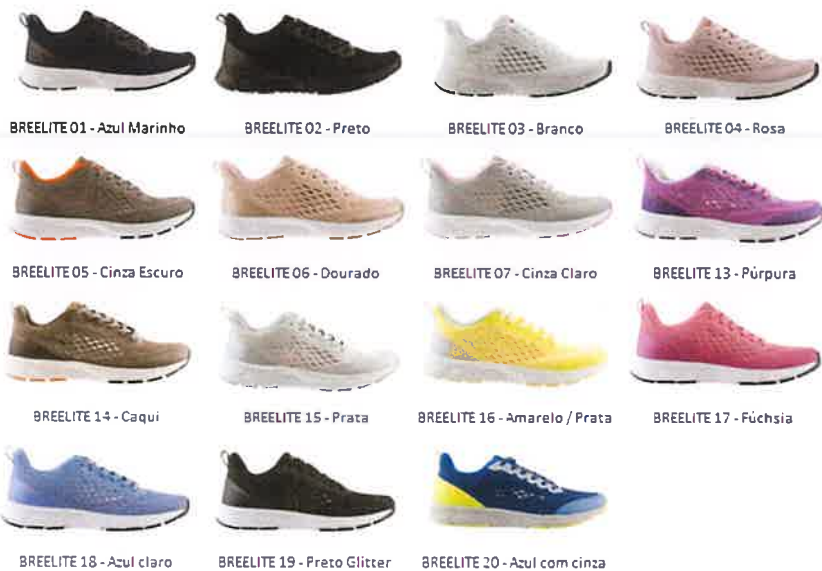 BREELITE 01 - Azul Marinho
BREELITE 02 - Preto
BREELITE 03 - Branco
BREELITE 04 - Rosa
BREELITE 05 - Cinza Escuro
BREELITE 06 - Dourado
BREELITE 07 - Cinza Claro
BREELITE 13 - Púrpura
BREELITE 14 - Caqui
BREELITE 15 - Prata
BREELITE 16 - Amarelo / Prata
BREELITE 17 - Fúchsia
BREELITE 18 - Azul claro
BREELITE 19 - Preto Glitter
BREELITE 20 - Azul com cinza